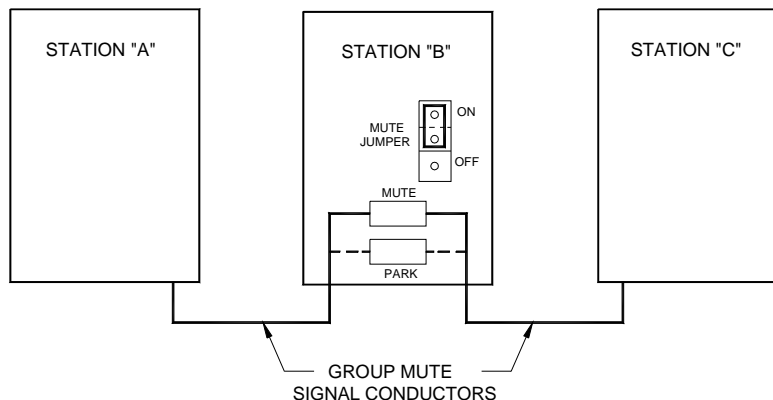 STATION "A"
STATION "B"
STATION "C"
ON
MUTE
JUMPER
OFF
MUTE
PARK
GROUP MUTE
SIGNAL CONDUCTORS